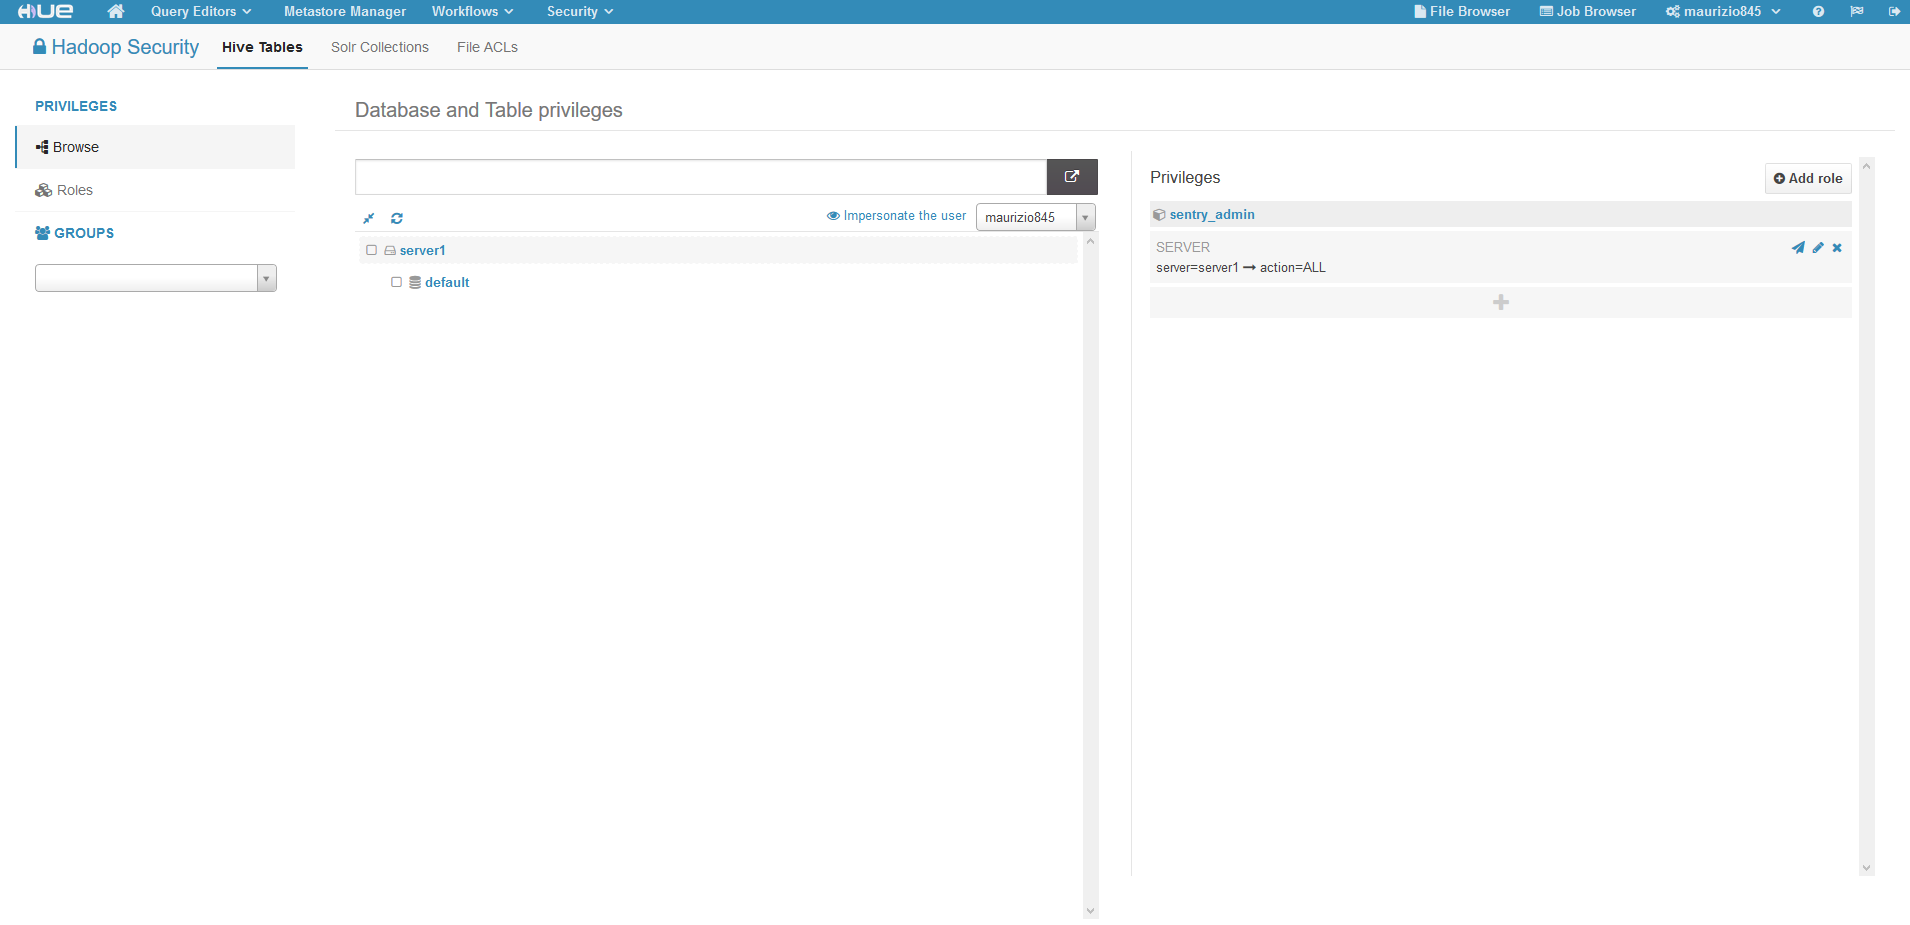 HUE Query Editors Metastore Manager Workflows Security File Browser Job Browser maurizio845
Hadoop Security Hive Tables Solr Collections File ACLs
PRIVILEGES
Browse
Roles
GROUPS
Database and Table privileges
Impersonate the user maurizio845
server1
default
Privileges Add role
sentry_admin
SERVER
server=server1 → action=ALL